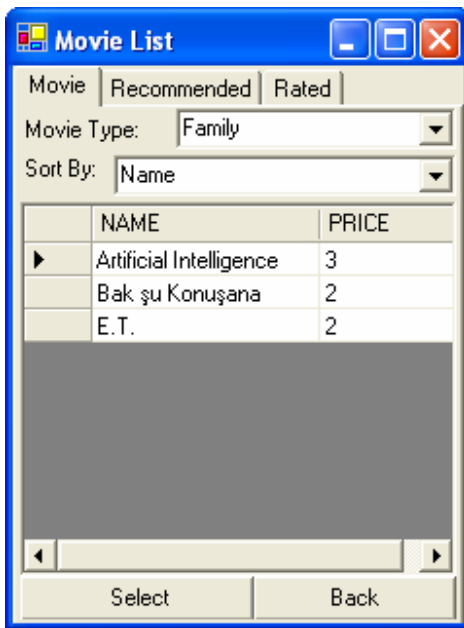 Movie List
Movie Recommended Rated
Movie Type: Family
Sort By: Name
NAME PRICE
Artificial Intelligence 3
Bak şu Konuşana 2
E.T. 2
Select Back